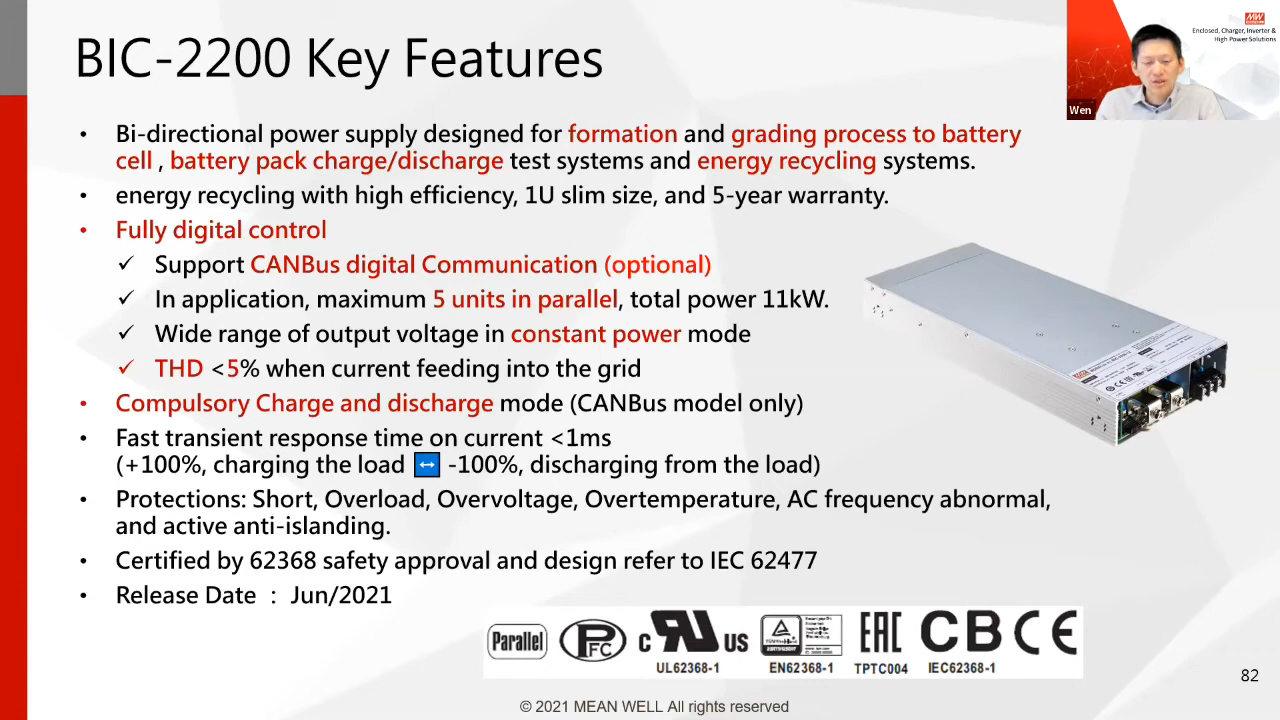 BIC-2200 Key Features
MW
Enclosed, Charger, Inverter &
High Power Solutions
Wen
• Bi-directional power supply designed for formation and grading process to battery
cell , battery pack charge/discharge test systems and energy recycling systems.
• energy recycling with high efficiency, 1U slim size, and 5-year warranty.
• Fully digital control
✓ Support CANBus digital Communication (optional)
✓ In application, maximum 5 units in parallel, total power 11kW.
✓ Wide range of output voltage in constant power mode
✓ THD <5% when current feeding into the grid
• Compulsory Charge and discharge mode (CANBus model only)
• Fast transient response time on current <1ms
(+100%, charging the load ↔ -100%, discharging from the load)
• Protections: Short, Overload, Overvoltage, Overtemperature, AC frequency abnormal,
and active anti-islanding.
• Certified by 62368 safety approval and design refer to IEC 62477
• Release Date : Jun/2021
Parallel PFC c RU US EAC CB CE
UL62368-1 EN62368-1 TPTC004 IEC62368-1
82
© 2021 MEAN WELL All rights reserved